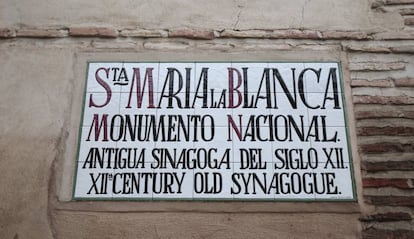 STA MARIA LA BLANCA
MONUMENTO NACIONAL.
ANTIGUA SINAGOGA DEL SIGLO XII.
XIIth CENTURY OLD SYNAGOGUE.